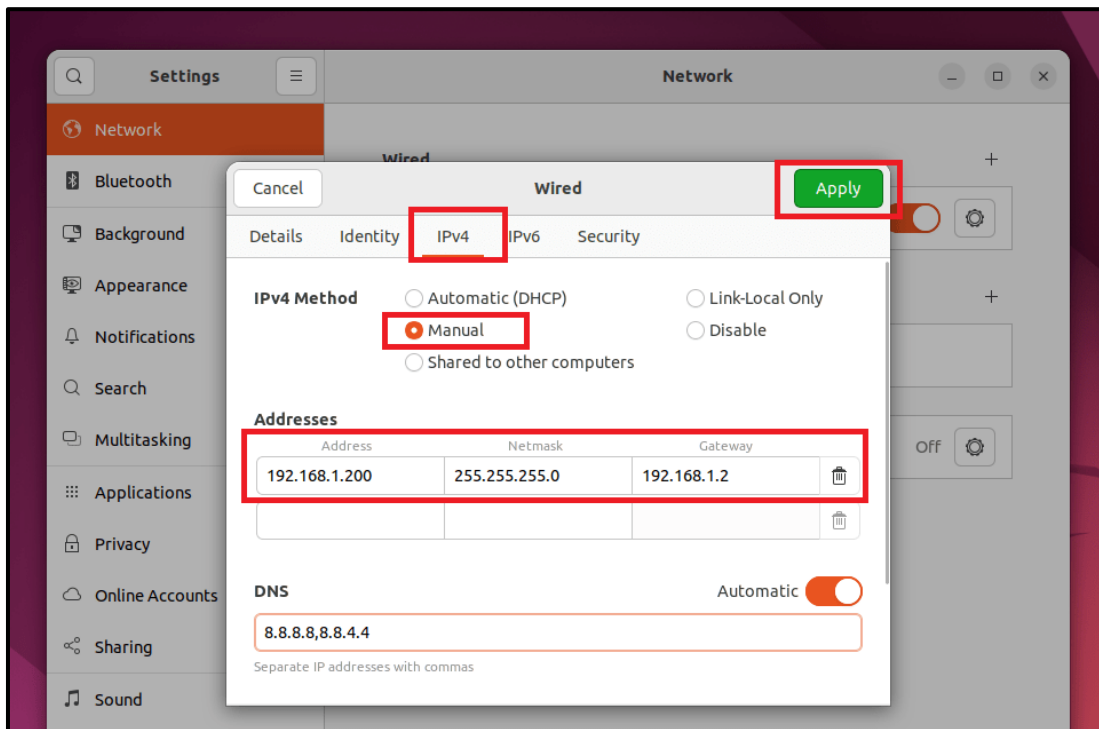 Settings
Network
Network
Bluetooth
Background
Appearance
Notifications
Search
Multitasking
Applications
Privacy
Online Accounts
Sharing
Sound
Wired
Off
Cancel
Wired
Apply
Details Identity IPv4 IPv6 Security
IPv4 Method Automatic (DHCP) Link-Local Only
Manual Disable
Shared to other computers
Addresses
Address Netmask Gateway
192.168.1.200 255.255.255.0 192.168.1.2
DNS Automatic
8.8.8.8,8.8.4.4
Separate IP addresses with commas